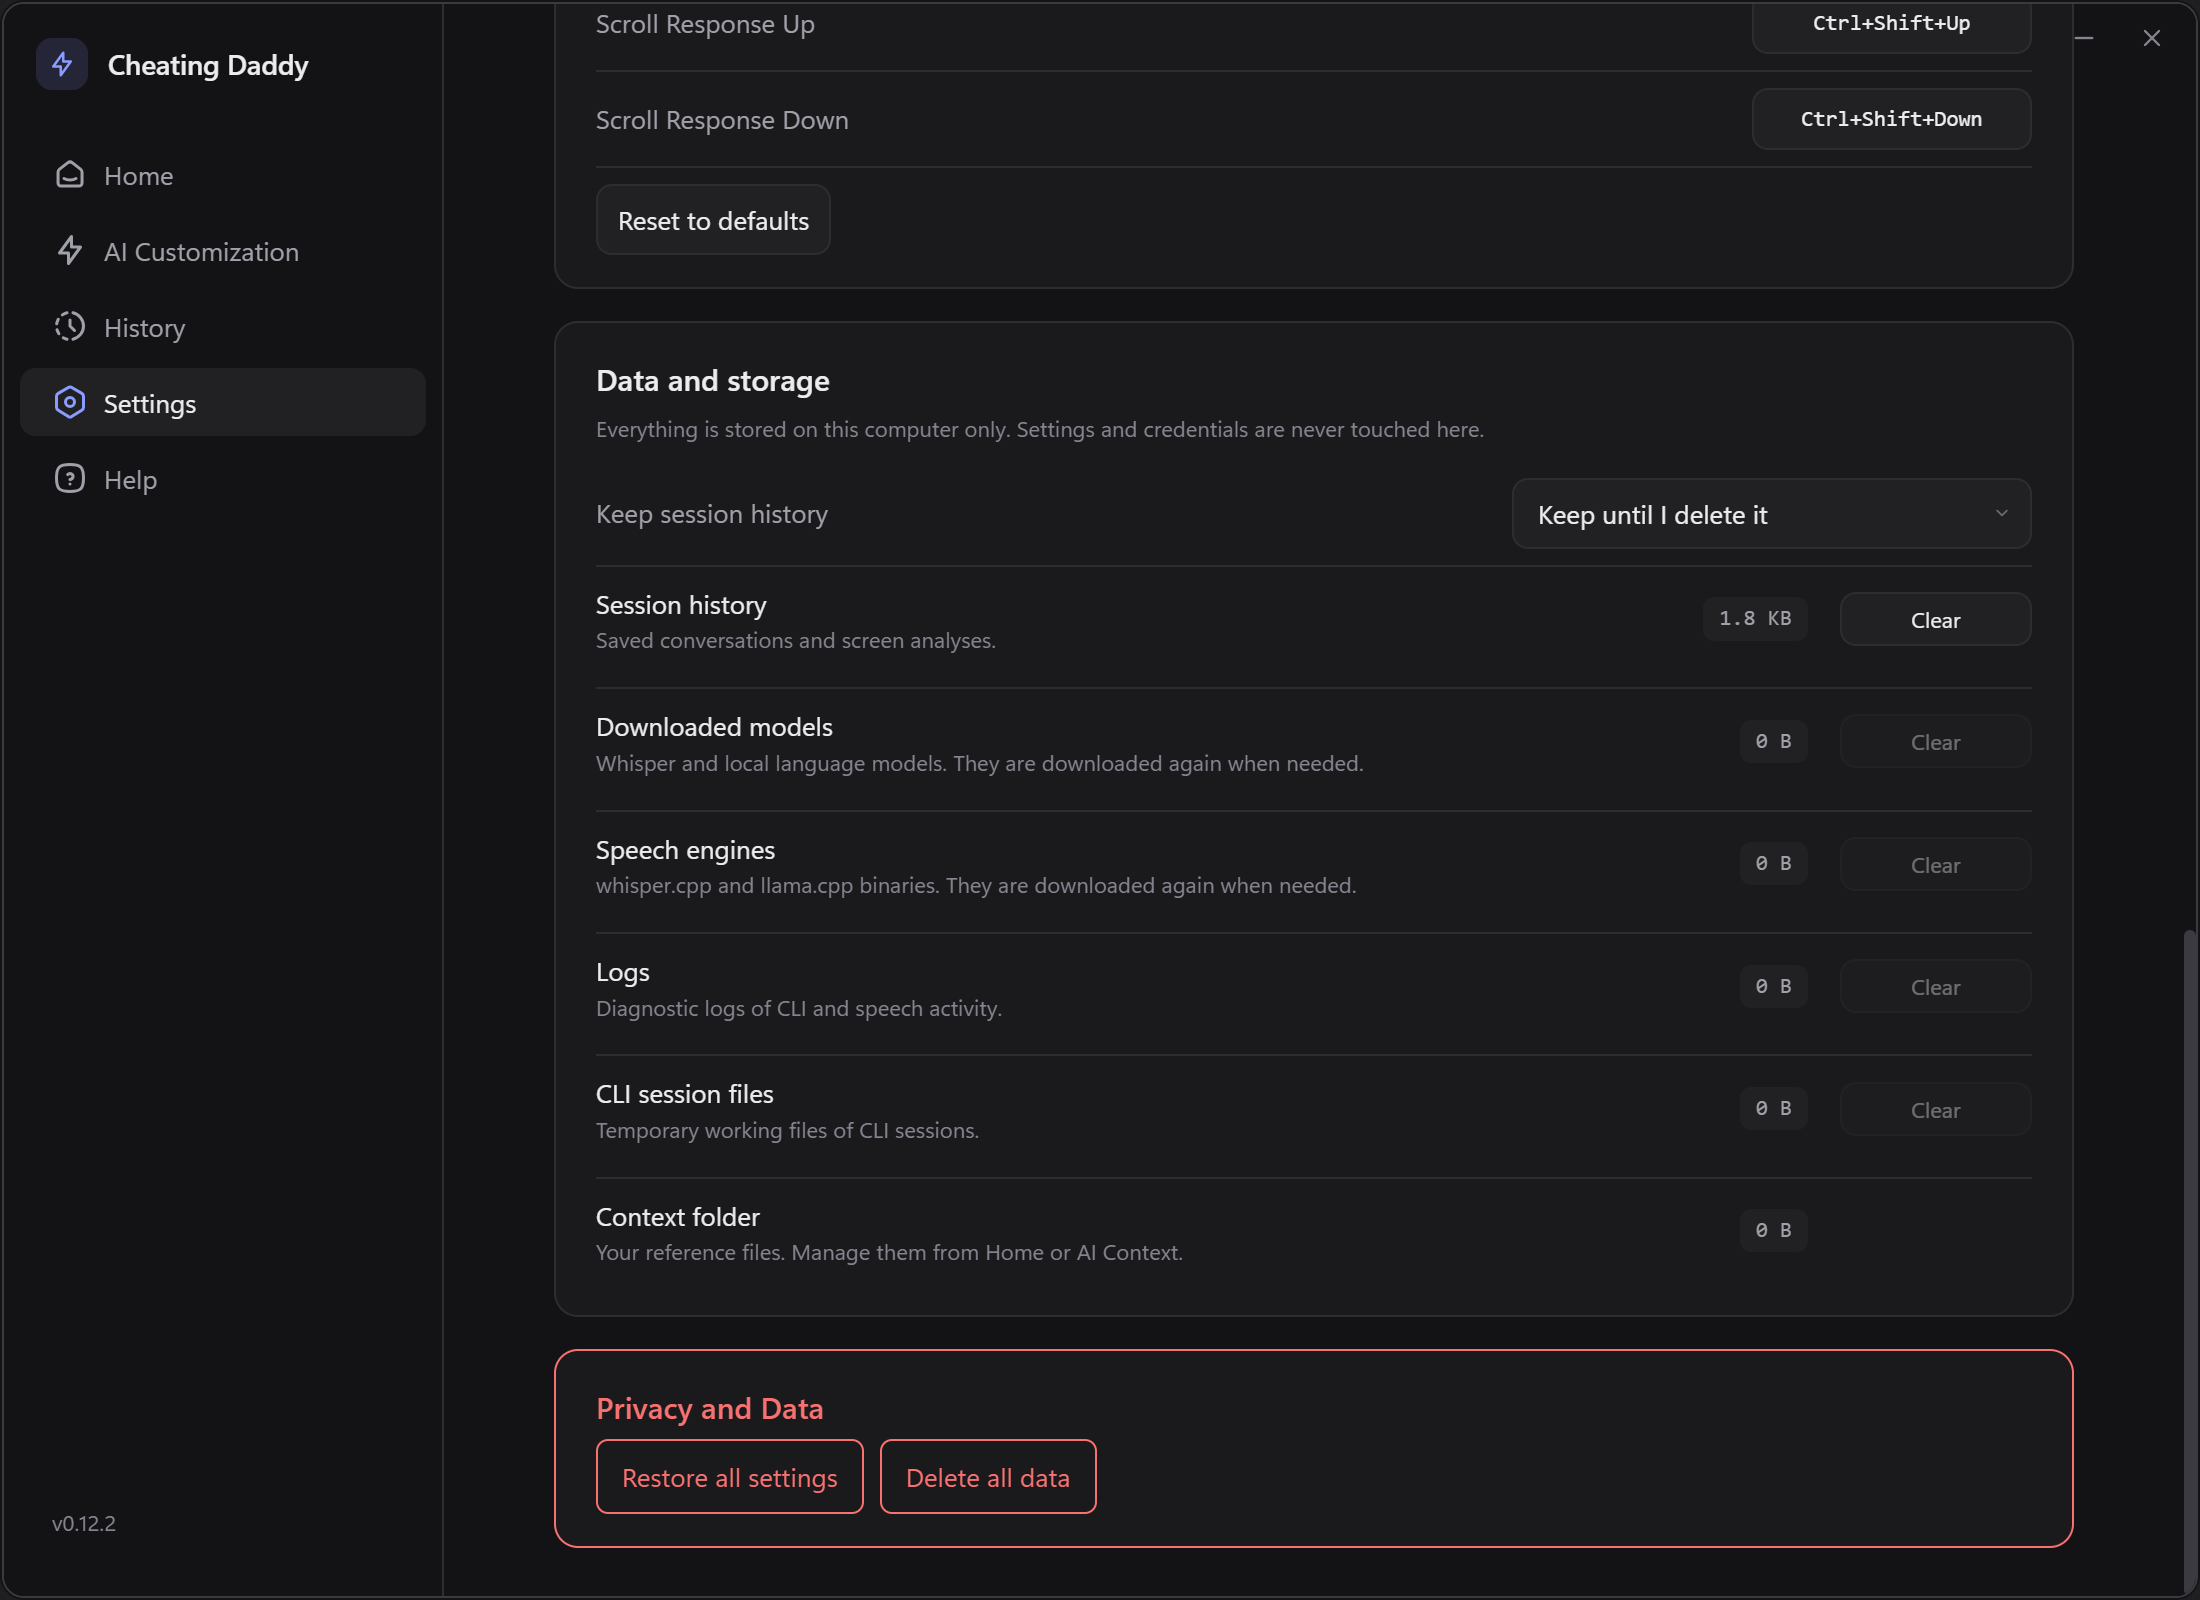 Cheating Daddy
Home
AI Customization
History
Settings
Help
v0.12.2
Scroll Response Up
Ctrl+Shift+Up
Scroll Response Down
Ctrl+Shift+Down
Reset to defaults
Data and storage
Everything is stored on this computer only. Settings and credentials are never touched here.
Keep session history
Keep until I delete it
Session history
Saved conversations and screen analyses.
1.8 KB
Clear
Downloaded models
Whisper and local language models. They are downloaded again when needed.
0 B
Clear
Speech engines
whisper.cpp and llama.cpp binaries. They are downloaded again when needed.
0 B
Clear
Logs
Diagnostic logs of CLI and speech activity.
0 B
Clear
CLI session files
Temporary working files of CLI sessions.
0 B
Clear
Context folder
Your reference files. Manage them from Home or AI Context.
0 B
Privacy and Data
Restore all settings
Delete all data